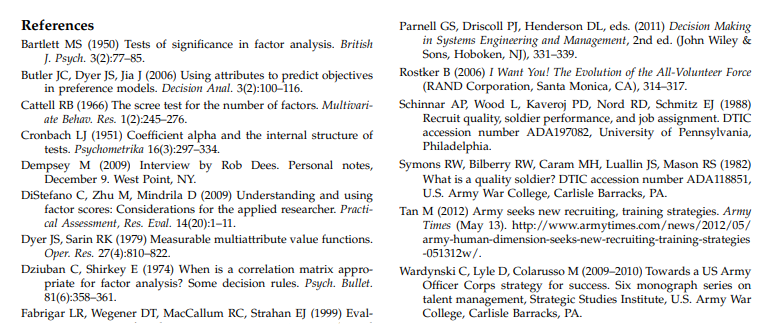 References
Bartlett MS (1950) Tests of significance in factor analysis. British
J. Psych. 3(2):77–85.
Butler JC, Dyer JS, Jia J (2006) Using attributes to predict objectives
in preference models. Decision Anal. 3(2):100–116.
Cattell RB (1966) The scree test for the number of factors. Multivari-
ate Behav. Res. 1(2):245–276.
Cronbach LJ (1951) Coefficient alpha and the internal structure of
tests. Psychometrika 16(3):297–334.
Dempsey M (2009) Interview by Rob Dees. Personal notes,
December 9. West Point, NY.
DiStefano C, Zhu M, Mindrila D (2009) Understanding and using
factor scores: Considerations for the applied researcher. Practi-
cal Assessment, Res. Eval. 14(20):1–11.
Dyer JS, Sarin RK (1979) Measurable multiattribute value functions.
Oper. Res. 27(4):810–822.
Dziuban C, Shirkey E (1974) When is a correlation matrix appro-
priate for factor analysis? Some decision rules. Psych. Bullet.
81(6):358–361.
Fabrigar LR, Wegener DT, MacCallum RC, Strahan EJ (1999) Eval-
Parnell GS, Driscoll PJ, Henderson DL, eds. (2011) Decision Making
in Systems Engineering and Management, 2nd ed. (John Wiley &
Sons, Hoboken, NJ), 331–339.
Rostker B (2006) I Want You! The Evolution of the All-Volunteer Force
(RAND Corporation, Santa Monica, CA), 314–317.
Schinnar AP, Wood L, Kaveroj PD, Nord RD, Schmitz EJ (1988)
Recruit quality, soldier performance, and job assignment. DTIC
accession number ADA197082, University of Pennsylvania,
Philadelphia.
Symons RW, Bilberry RW, Caram MH, Luallin JS, Mason RS (1982)
What is a quality soldier? DTIC accession number ADA118851,
U.S. Army War College, Carlisle Barracks, PA.
Tan M (2012) Army seeks new recruiting, training strategies. Army
Times (May 13). http://www.armytimes.com/news/2012/05/
army-human-dimension-seeks-new-recruiting-training-strategies
-051312w/.
Wardynski C, Lyle D, Colarusso M (2009–2010) Towards a US Army
Officer Corps strategy for success. Six monograph series on
talent management, Strategic Studies Institute, U.S. Army War
College, Carlisle Barracks, PA.